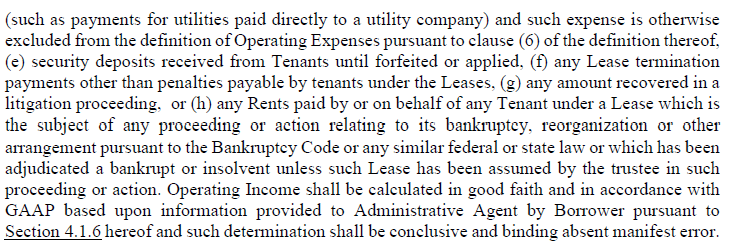 (such as payments for utilities paid directly to a utility company) and such expense is otherwise
excluded from the definition of Operating Expenses pursuant to clause (6) of the definition thereof,
(e) security deposits received from Tenants until forfeited or applied, (f) any Lease termination
payments other than penalties payable by tenants under the Leases, (g) any amount recovered in a
litigation proceeding, or (h) any Rents paid by or on behalf of any Tenant under a Lease which is
the subject of any proceeding or action relating to its bankruptcy, reorganization or other
arrangement pursuant to the Bankruptcy Code or any similar federal or state law or which has been
adjudicated a bankrupt or insolvent unless such Lease has been assumed by the trustee in such
proceeding or action. Operating Income shall be calculated in good faith and in accordance with
GAAP based upon information provided to Administrative Agent by Borrower pursuant to
Section 4.1.6 hereof and such determination shall be conclusive and binding absent manifest error.